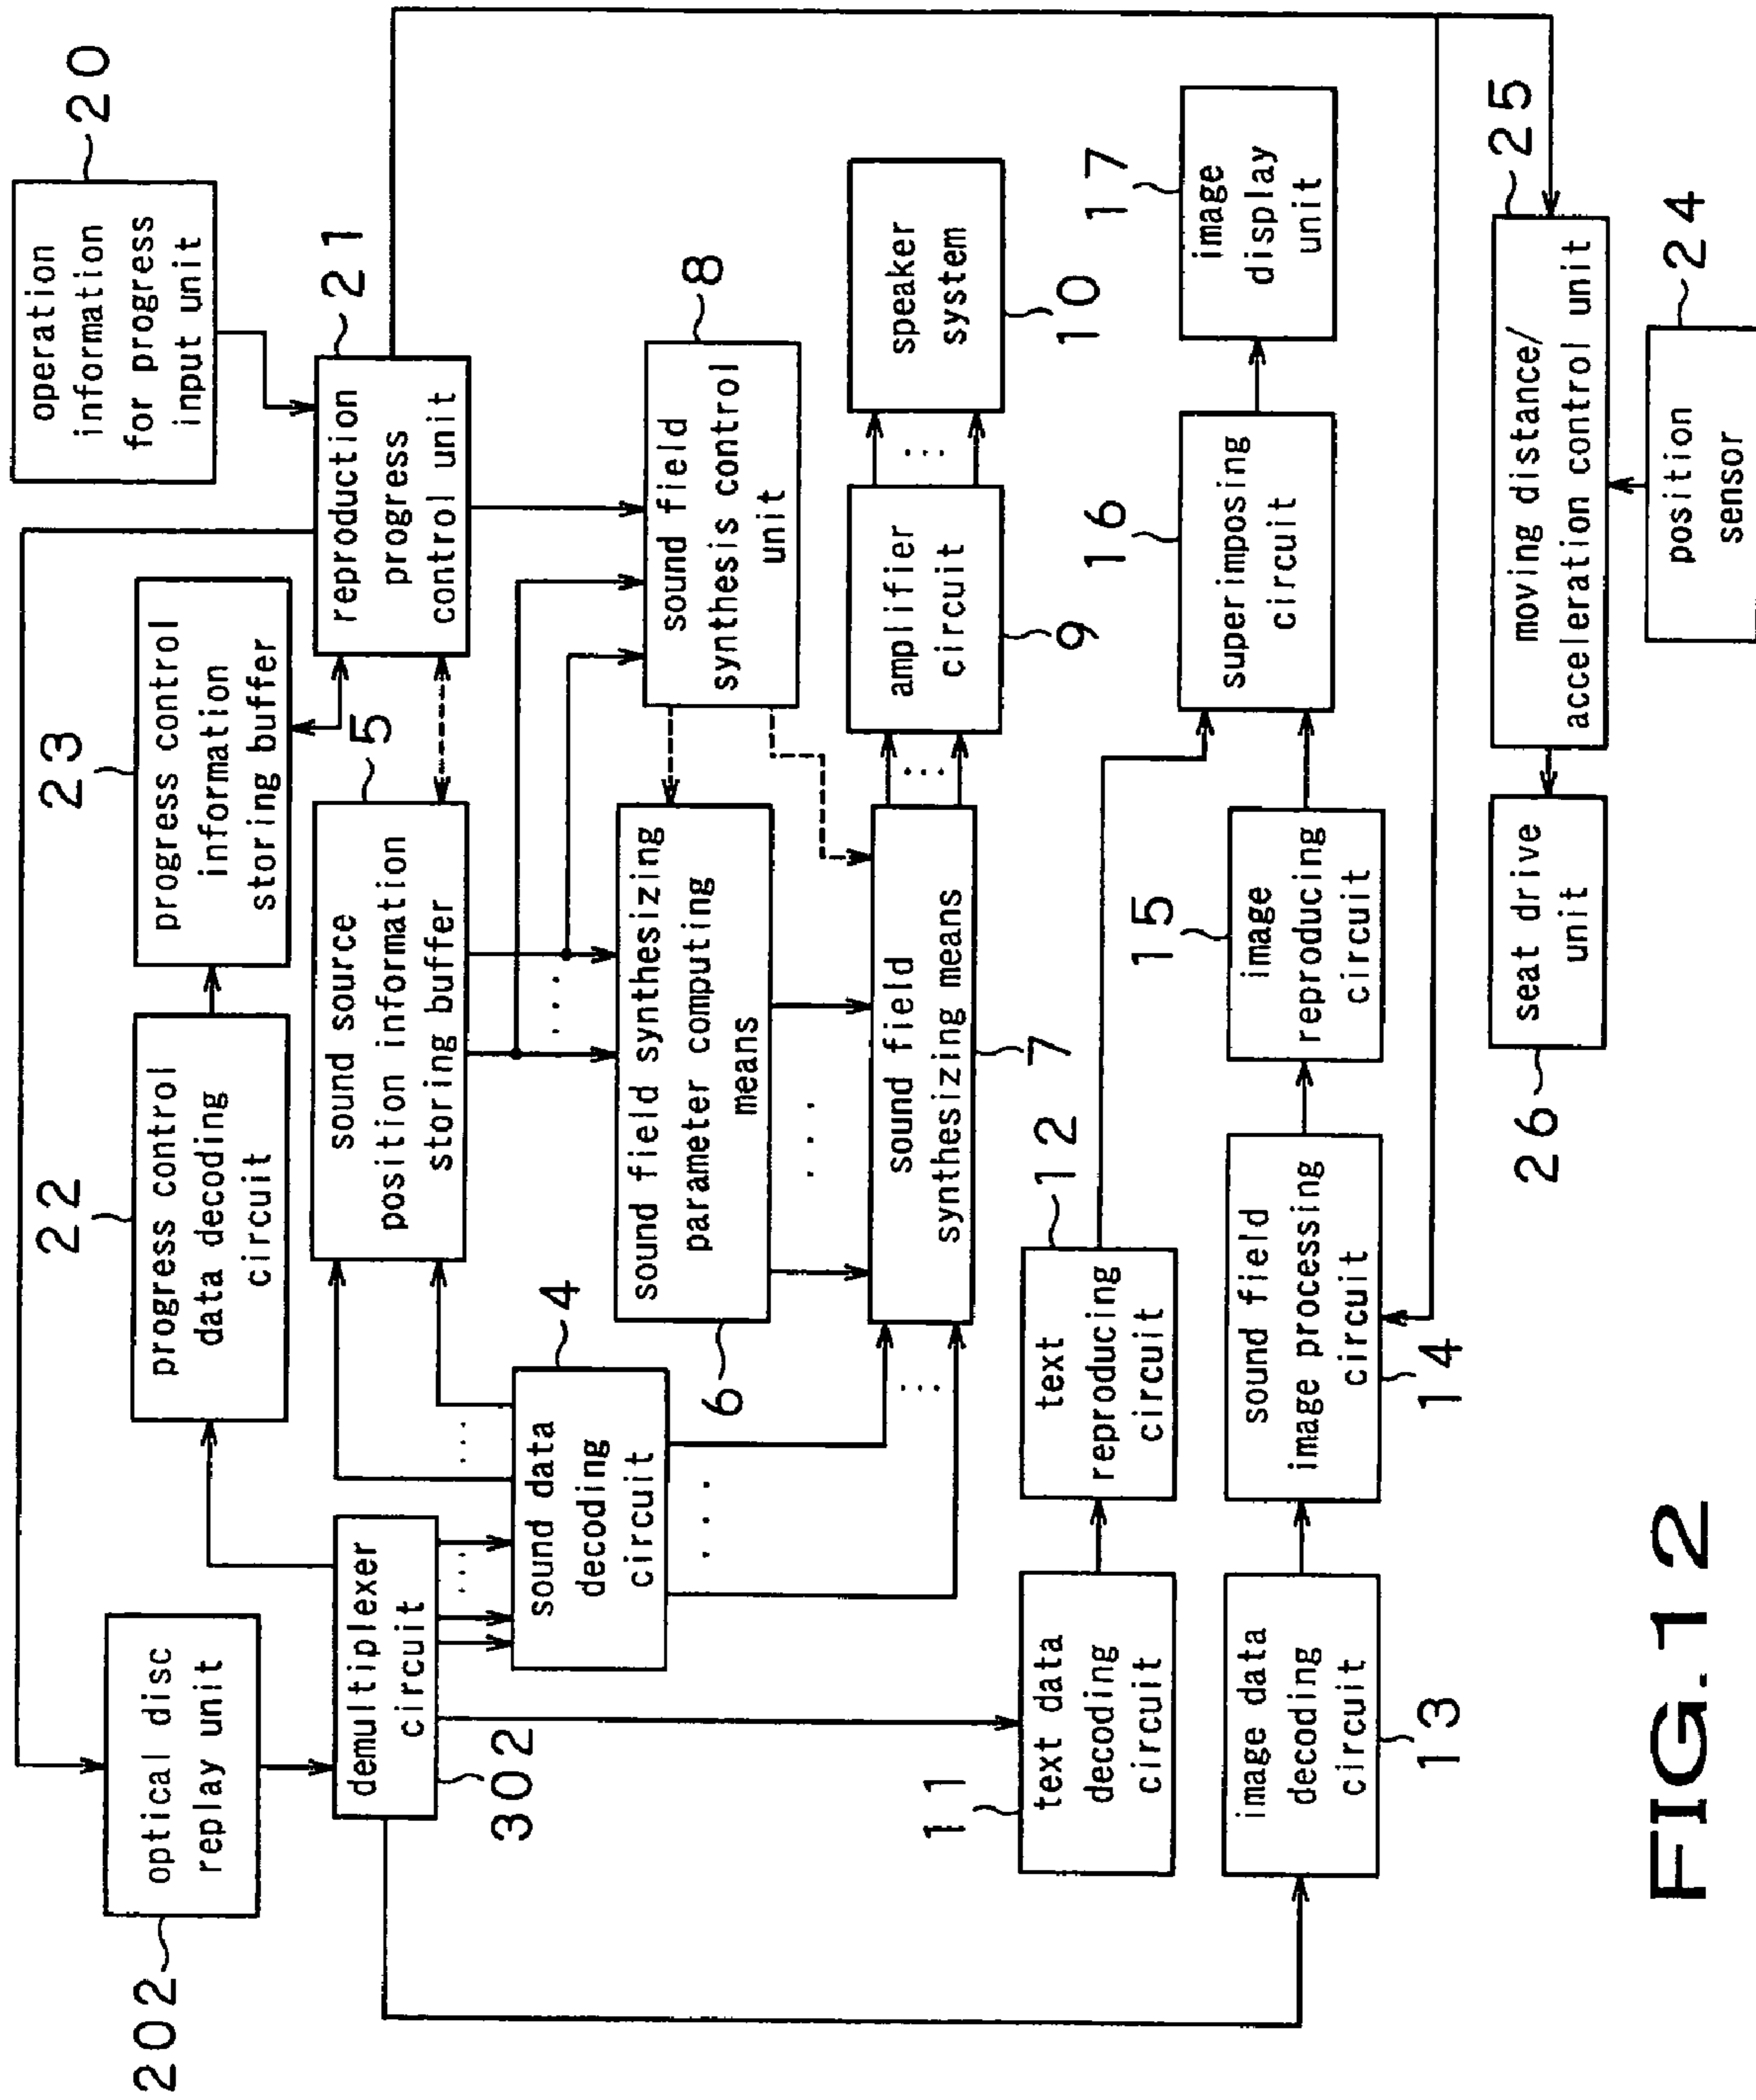 operation
information
for progress
input unit
20
reproduction
progress
control unit
21
progress control
information
storing buffer
23
progress control
data decoding
circuit
22
optical disc
replay unit
202
demultiplexer
circuit
302
sound source
position information
storing buffer
5
sound data
decoding
circuit
4
sound field synthesizing
parameter computing
means
6
sound field
synthesis control
unit
8
sound field
synthesizing means
7
amplifier
circuit
9
speaker
system
10
text data
decoding
circuit
11
text
reproducing
circuit
12
image data
decoding
circuit
13
sound field
image processing
circuit
14
image
reproducing
circuit
15
superimposing
circuit
16
image
display
unit
17
moving distance/
acceleration control unit
25
position
sensor
24
seat drive
unit
26
FIG.12